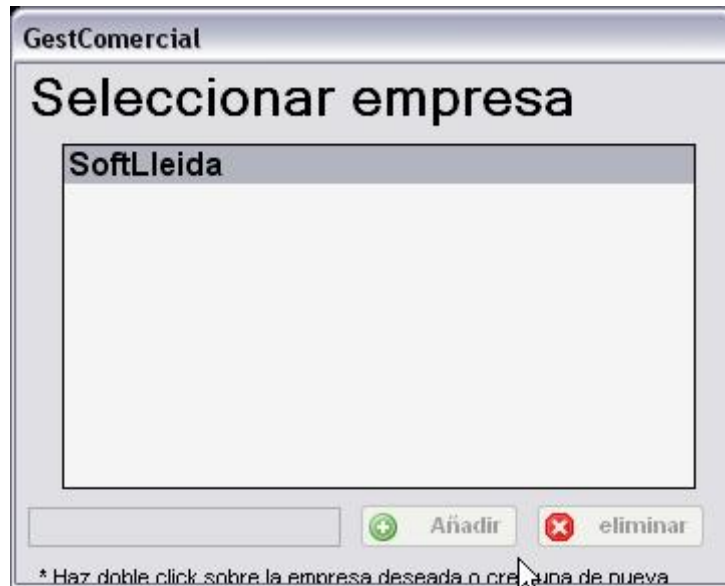 GestComercial
Seleccionar empresa
SoftLleida
Añadir
eliminar
* Haz doble click sobre la empresa deseada o una de nueva